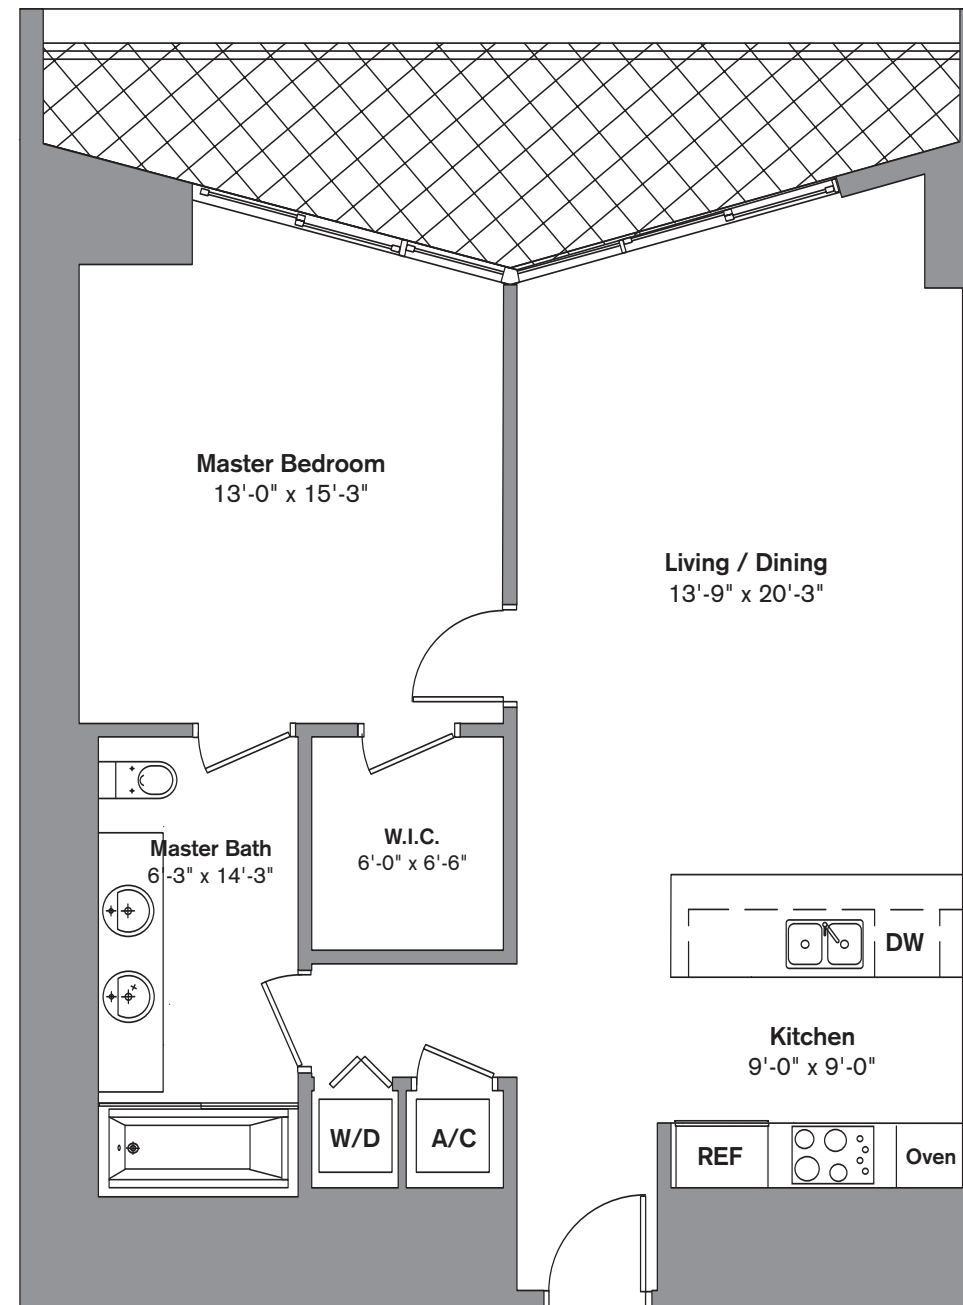 Master Bedroom
13'-0" x 15'-3"
Living / Dining
13'-9" x 20'-3"
Master Bath
6'-3" x 14'-3"
W.I.C.
6'-0" x 6'-6"
DW
Kitchen
9'-0" x 9'-0"
W/D
A/C
REF
Oven